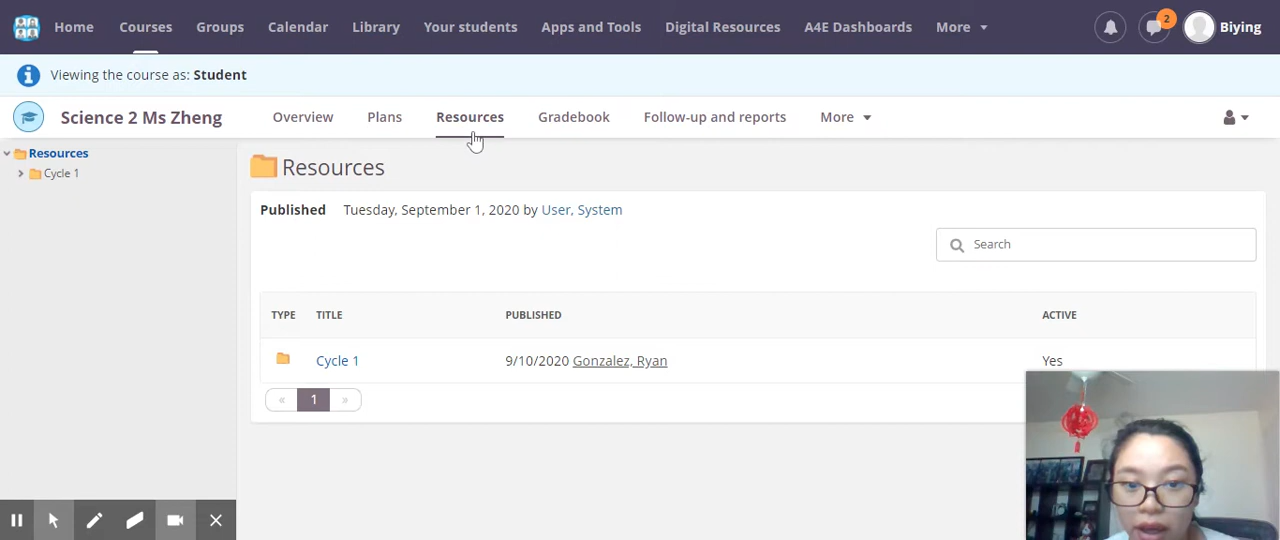 Home Courses Groups Calendar Library Your students Apps and Tools Digital Resources A4E Dashboards More 2 Biying
Viewing the course as: Student
Science 2 Ms Zheng Overview Plans Resources Gradebook Follow-up and reports More
Resources
Cycle 1
Resources
Published Tuesday, September 1, 2020 by User, System
Search
TYPE TITLE PUBLISHED ACTIVE
Cycle 1 9/10/2020 Gonzalez, Ryan Yes
« 1 »